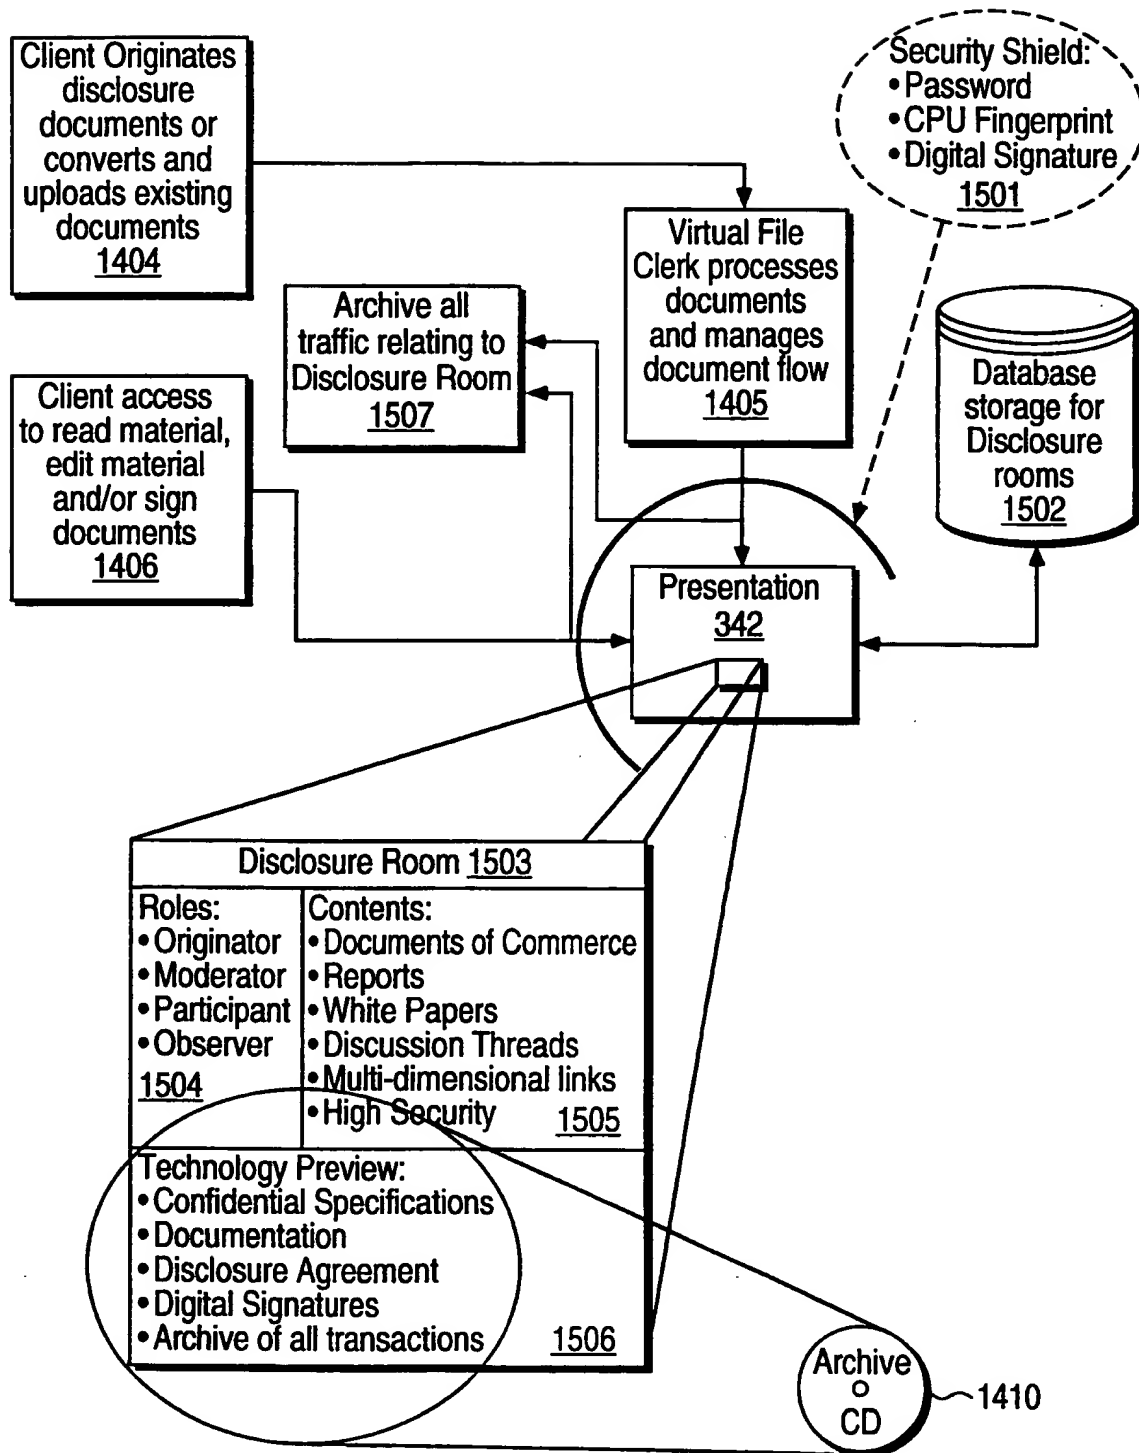 Client Originates
disclosure
documents or
converts and
uploads existing
documents
1404
Security Shield:
•Password
•CPU Fingerprint
•Digital Signature
1501
Virtual File
Clerk processes
documents
and manages
document flow
1405
Archive all
traffic relating to
Disclosure Room
1507
Database
storage for
Disclosure
rooms
1502
Client access
to read material,
edit material
and/or sign
documents
1406
Presentation
342
Disclosure Room 1503
Roles:
•Originator
•Moderator
•Participant
•Observer
1504
Contents:
•Documents of Commerce
•Reports
•White Papers
•Discussion Threads
•Multi-dimensional links
•High Security 1505
Technology Preview:
•Confidential Specifications
•Documentation
•Disclosure Agreement
•Digital Signatures
•Archive of all transactions 1506
Archive
CD
1410